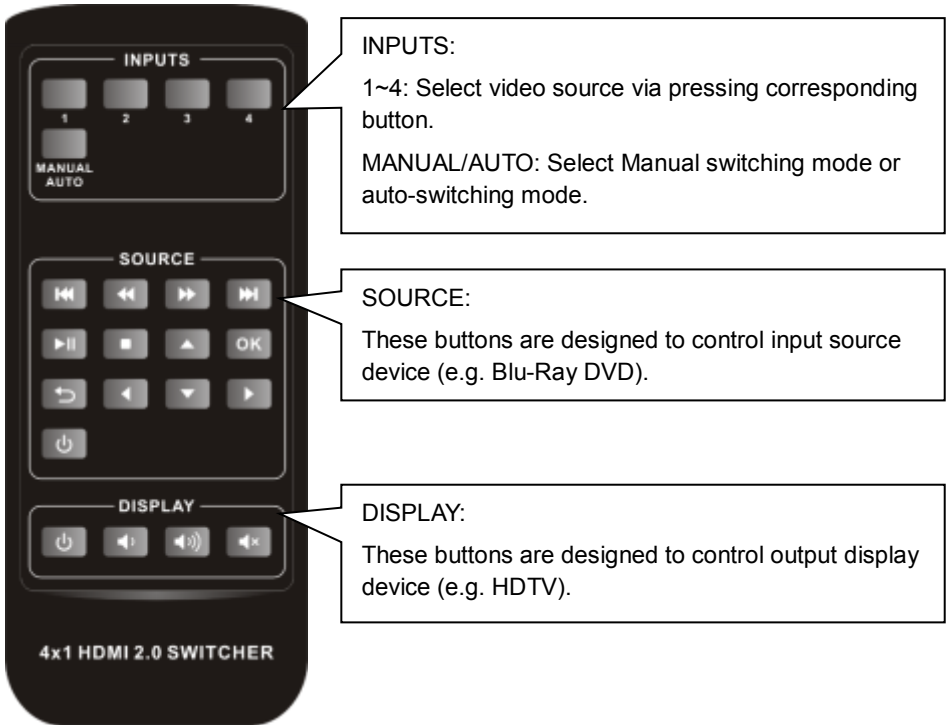 INPUTS
1 2 3 4
MANUAL
AUTO
SOURCE
OK
DISPLAY
4x1 HDMI 2.0 SWITCHER
INPUTS:
1~4: Select video source via pressing corresponding
button.
MANUAL/AUTO: Select Manual switching mode or
auto-switching mode.
SOURCE:
These buttons are designed to control input source
device (e.g. Blu-Ray DVD).
DISPLAY:
These buttons are designed to control output display
device (e.g. HDTV).